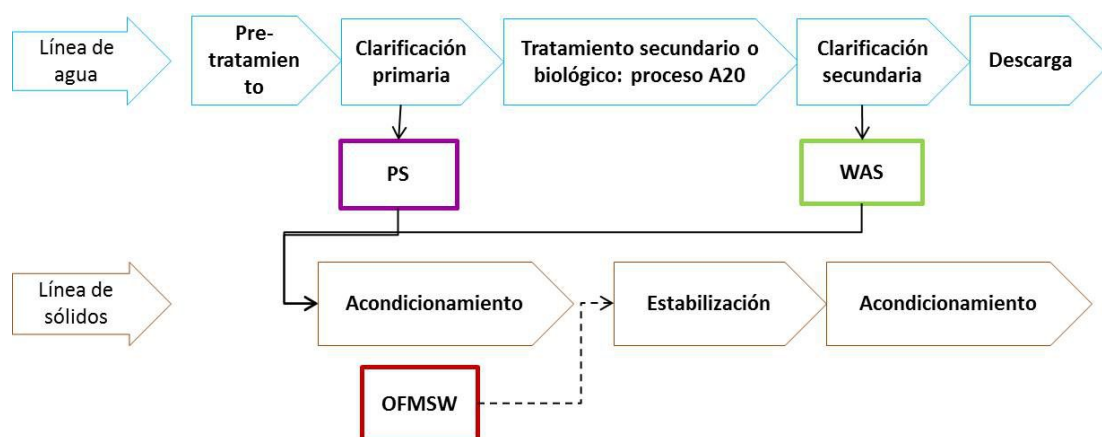 Línea de
agua
Pre-
tratamien
to
Clarificación
primaria
Tratamiento secundario o
biológico: proceso A20
Clarificación
secundaria
Descarga
PS
WAS
Línea de
sólidos
Acondicionamiento
Estabilización
Acondicionamiento
OFMSW